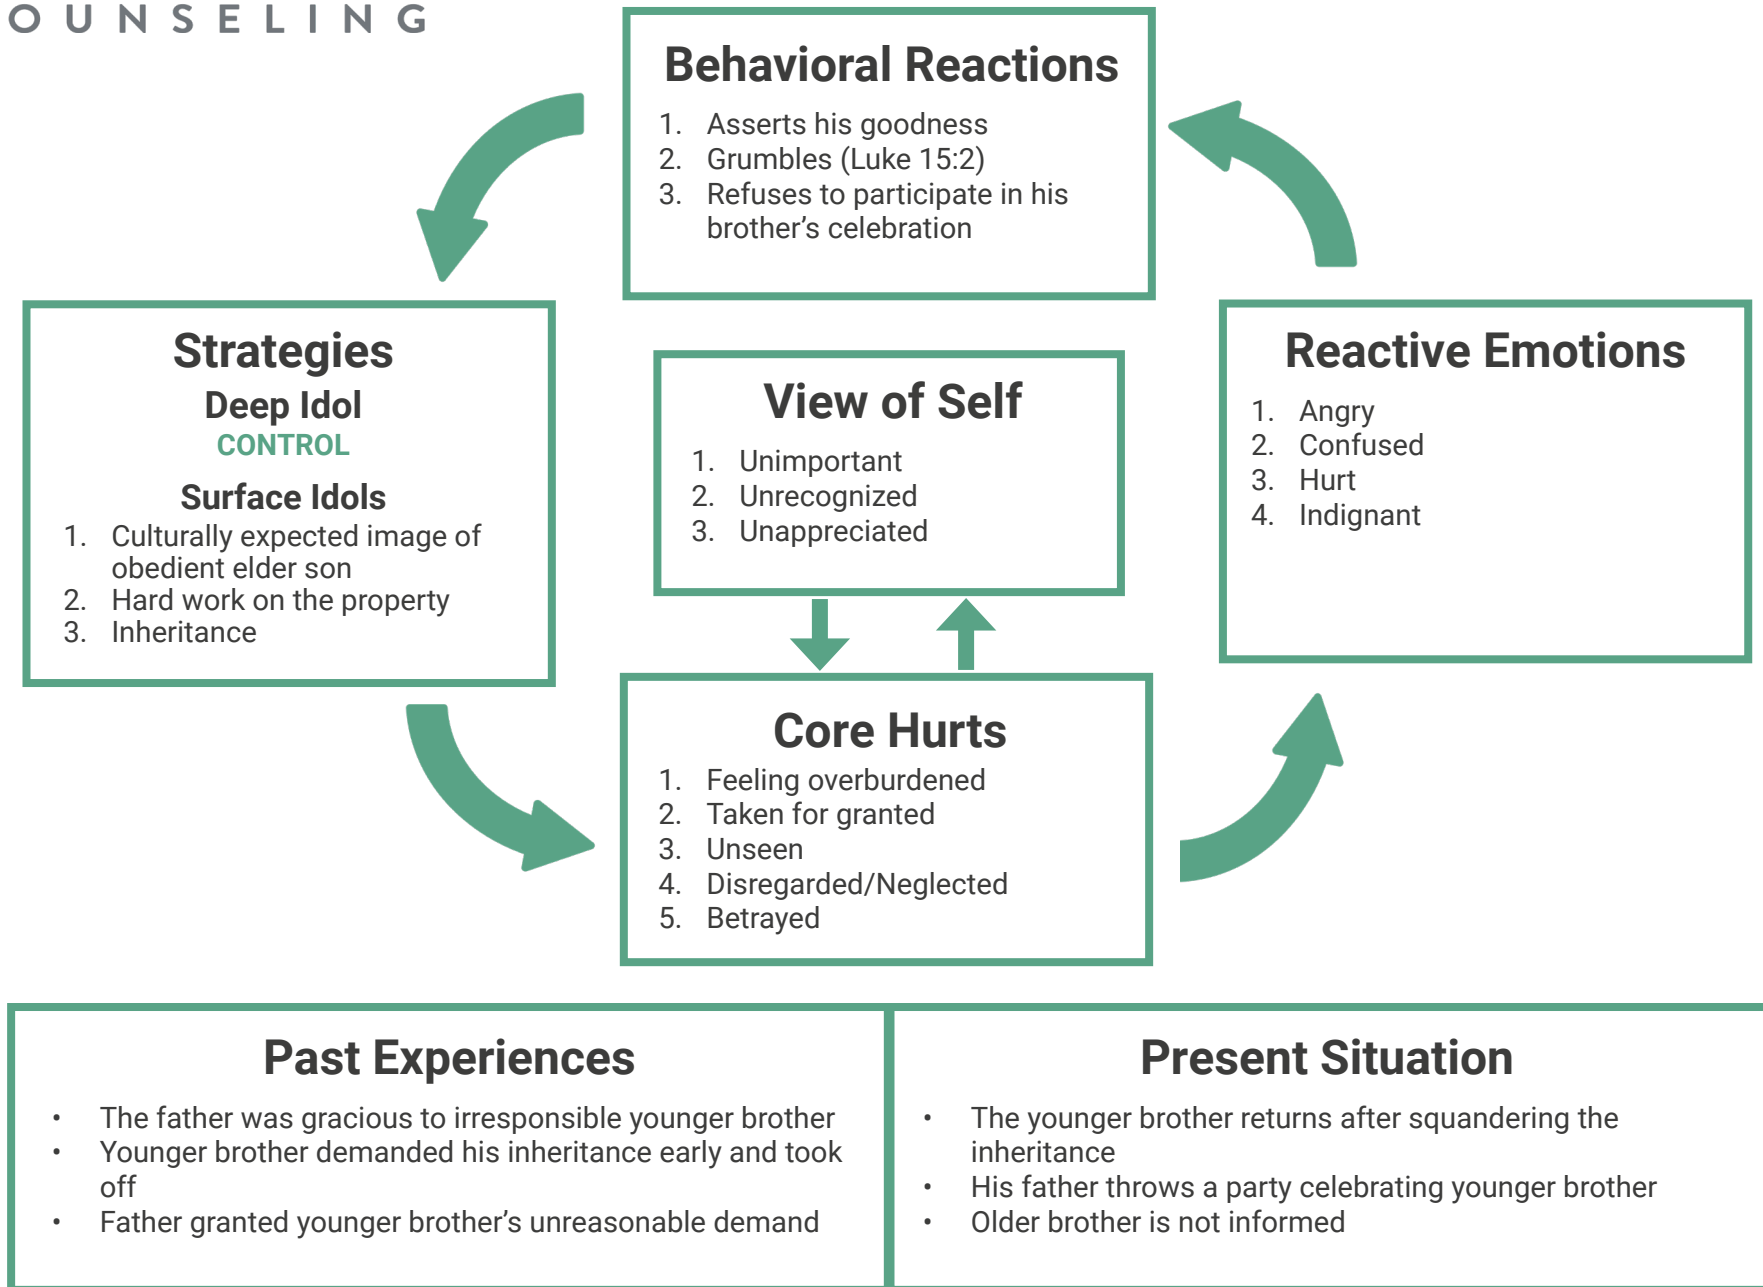 OUNSELING
Behavioral Reactions
1. Asserts his goodness
2. Grumbles (Luke 15:2)
3. Refuses to participate in his
brother’s celebration
Strategies
Deep Idol
CONTROL
Surface Idols
1. Culturally expected image of
obedient elder son
2. Hard work on the property
3. Inheritance
View of Self
1. Unimportant
2. Unrecognized
3. Unappreciated
Reactive Emotions
1. Angry
2. Confused
3. Hurt
4. Indignant
Core Hurts
1. Feeling overburdened
2. Taken for granted
3. Unseen
4. Disregarded/Neglected
5. Betrayed
Past Experiences
• The father was gracious to irresponsible younger brother
• Younger brother demanded his inheritance early and took
off
• Father granted younger brother’s unreasonable demand
Present Situation
• The younger brother returns after squandering the
inheritance
• His father throws a party celebrating younger brother
• Older brother is not informed